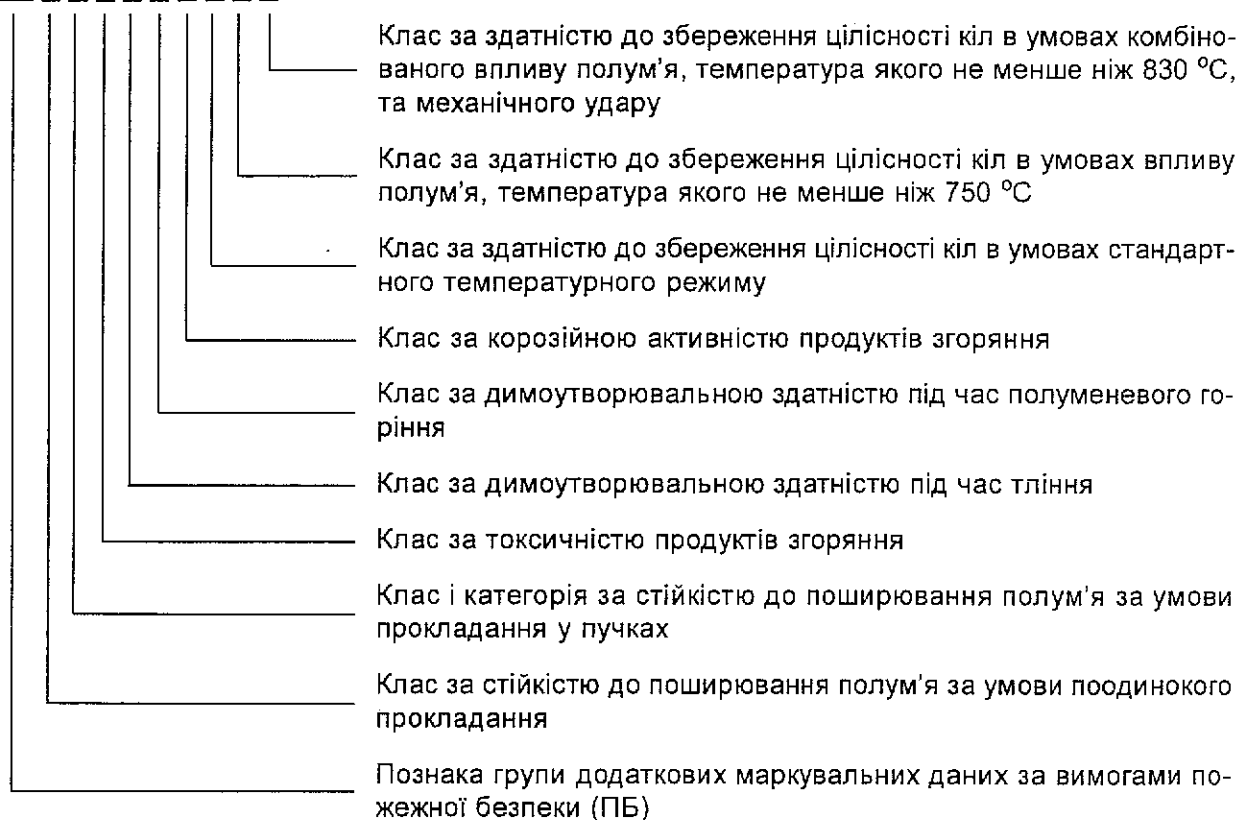 Клас за здатністю до збереження цілісності кіл в умовах комбіно-
ваного впливу полум'я, температура якого не менше ніж 830 ºС,
та механічного удару
Клас за здатністю до збереження цілісності кіл в умовах впливу
полум'я, температура якого не менше ніж 750 ºС
Клас за здатністю до збереження цілісності кіл в умовах стандарт-
ного температурного режиму
Клас за корозійною активністю продуктів згоряння
Клас за димоутворювальною здатністю під час полуменевого го-
ріння
Клас за димоутворювальною здатністю під час тління
Клас за токсичністю продуктів згоряння
Клас і категорія за стійкістю до поширювання полум'я за умови
прокладання у пучках
Клас за стійкістю до поширювання полум'я за умови поодинокого
прокладання
Познака групи додаткових маркувальних даних за вимогами по-
жежної безпеки (ПБ)